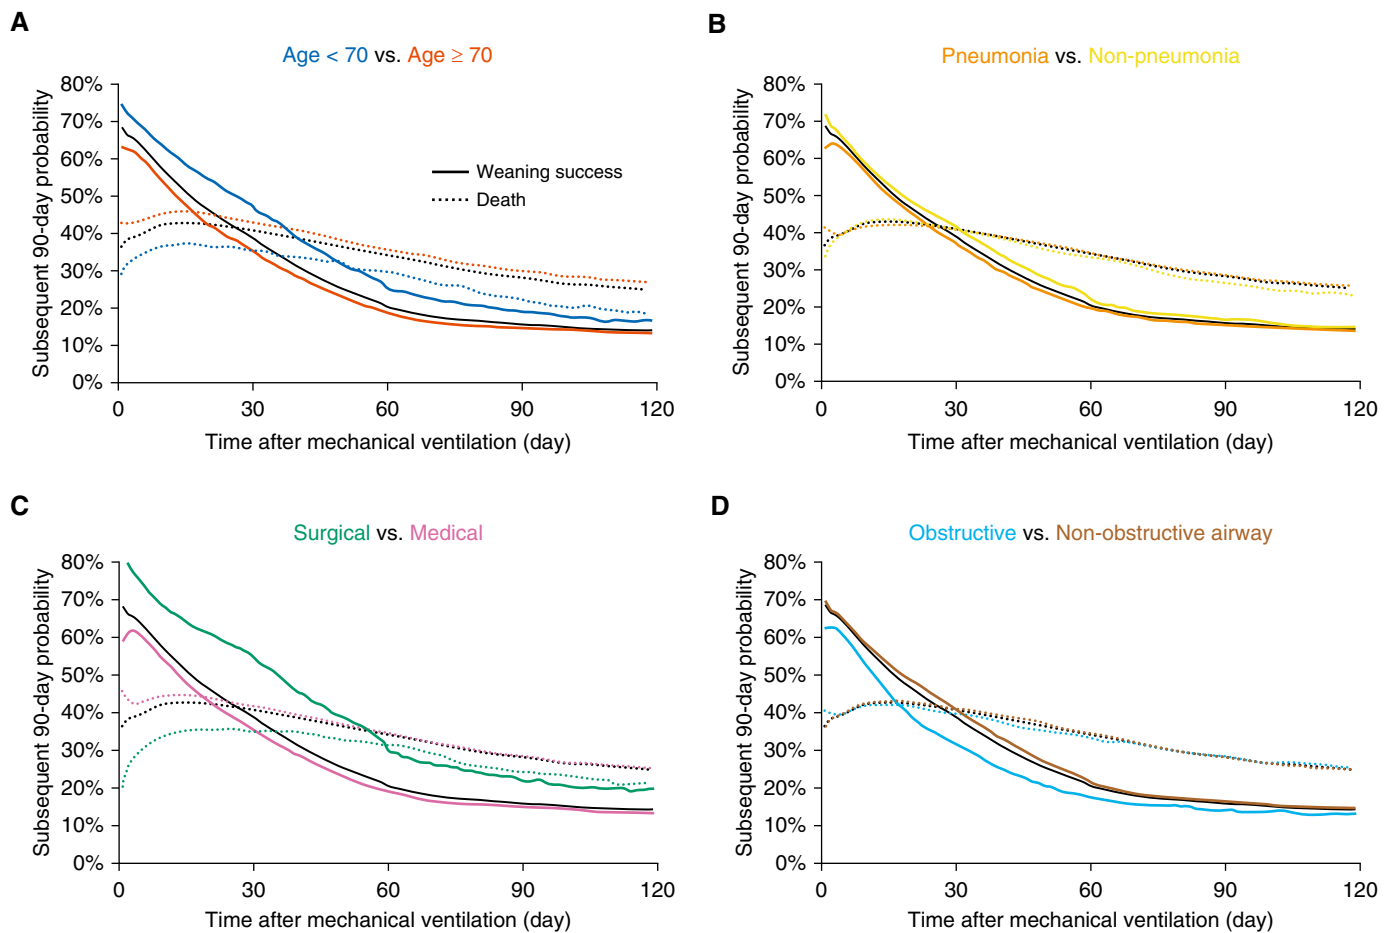 A
Age < 70 vs. Age ≥ 70
Subsequent 90-day probability
80%
70%
60%
50%
40%
30%
20%
10%
0%
Weaning success
Death
0 30 60 90 120
Time after mechanical ventilation (day)
B
Pneumonia vs. Non-pneumonia
Subsequent 90-day probability
80%
70%
60%
50%
40%
30%
20%
10%
0%
0 30 60 90 120
Time after mechanical ventilation (day)
C
Surgical vs. Medical
Subsequent 90-day probability
80%
70%
60%
50%
40%
30%
20%
10%
0%
0 30 60 90 120
Time after mechanical ventilation (day)
D
Obstructive vs. Non-obstructive airway
Subsequent 90-day probability
80%
70%
60%
50%
40%
30%
20%
10%
0%
0 30 60 90 120
Time after mechanical ventilation (day)